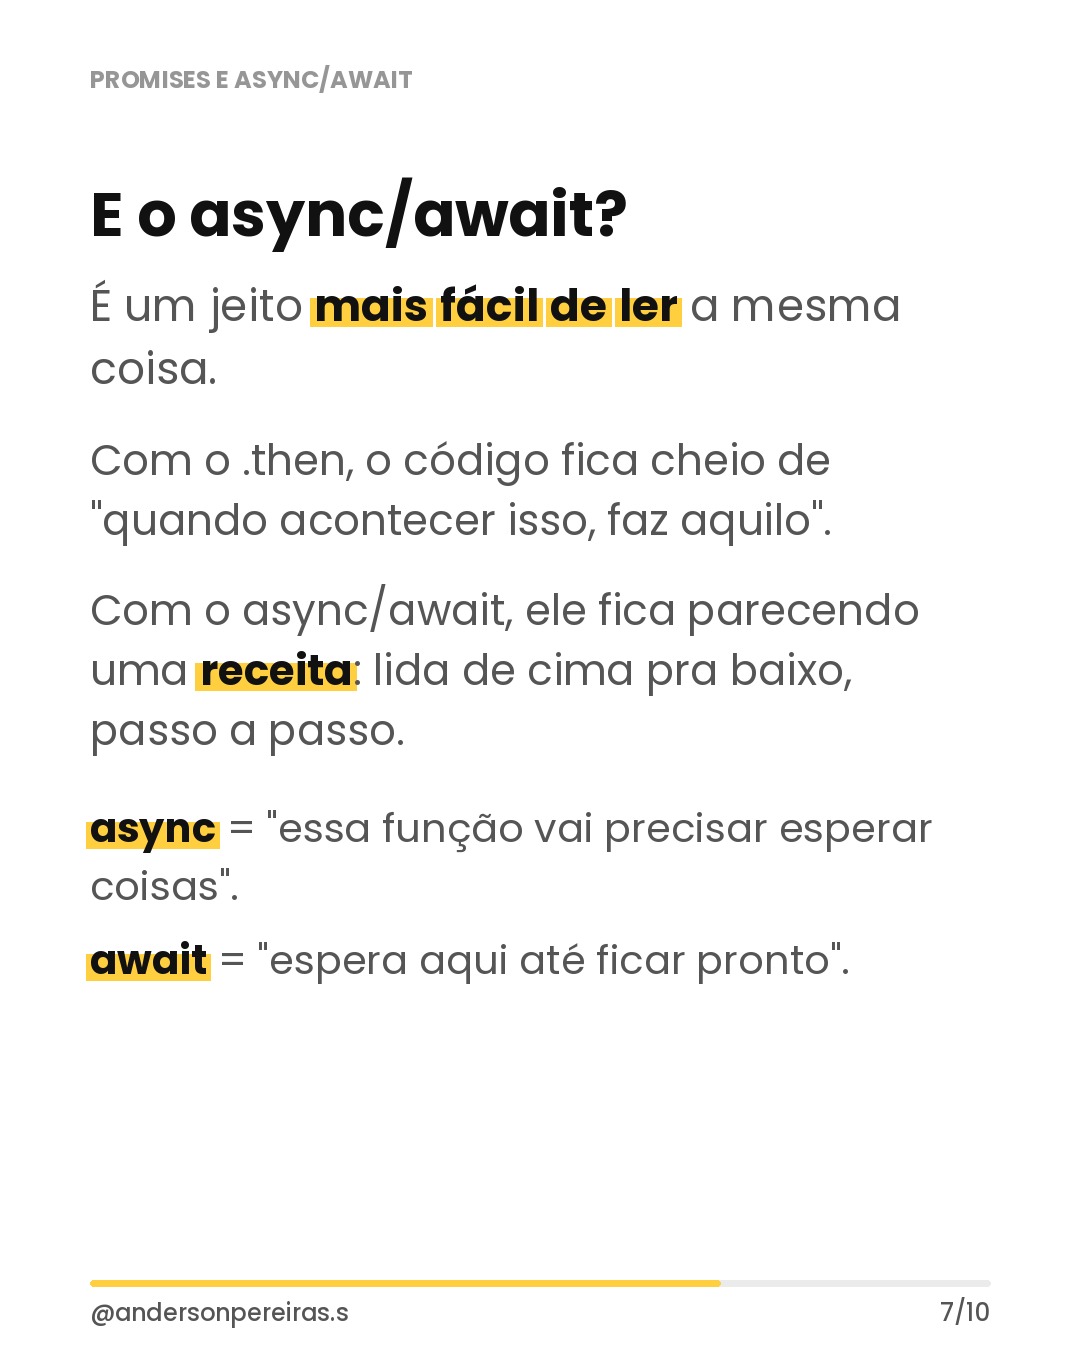 PROMISES E ASYNC/AWAIT
E o async/await?
É um jeito mais fácil de ler a mesma
coisa.
Com o .then, o código fica cheio de
"quando acontecer isso, faz aquilo".
Com o async/await, ele fica parecendo
uma receita: lida de cima pra baixo,
passo a passo.
async = "essa função vai precisar esperar
coisas".
await = "espera aqui até ficar pronto".
@andersonpereiras.s
7/10